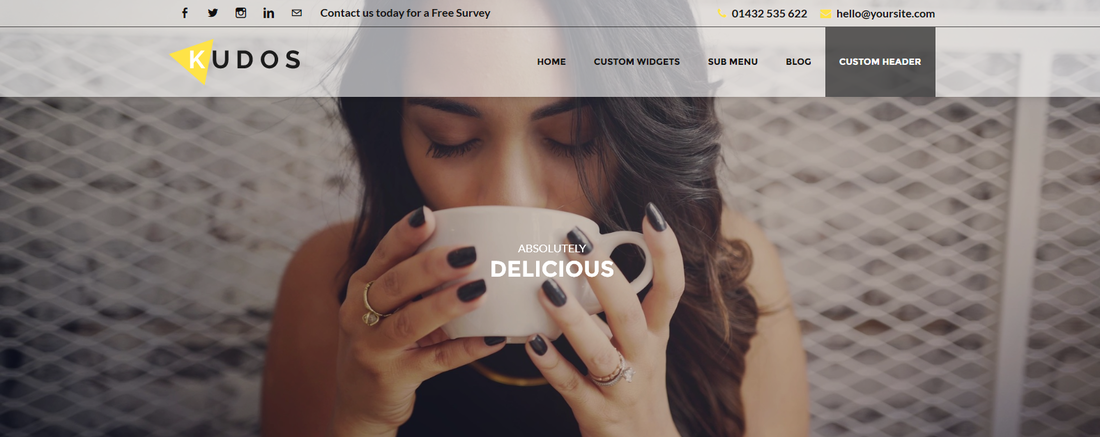 Contact us today for a Free Survey
01432 535 622
hello@yoursite.com
KUDOS
HOME
CUSTOM WIDGETS
SUB MENU
BLOG
CUSTOM HEADER
ABSOLUTELY
DELICIOUS